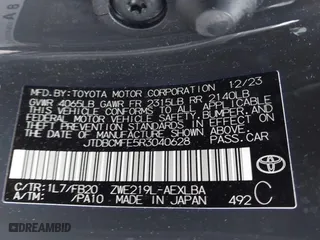 MFD. BY: TOYOTA MOTOR CORPORATION 12/23
GVWR 4065LB GAWR FR 2315LB RR 2140LB
THIS VEHICLE CONFORMS TO ALL APPLICABLE
FEDERAL MOTOR VEHICLE SAFETY, BUMPER, AND
THEFT PREVENTION STANDARDS IN EFFECT ON
THE DATE OF MANUFACTURE SHOWN ABOVE.
JTDBCMFE5R3040628 PASS.CAR
C/TR:1L7/FB20 ZWE219L-AEXLBA
A/TM: /PA10 MADE IN JAPAN 492 C
TOYOTA